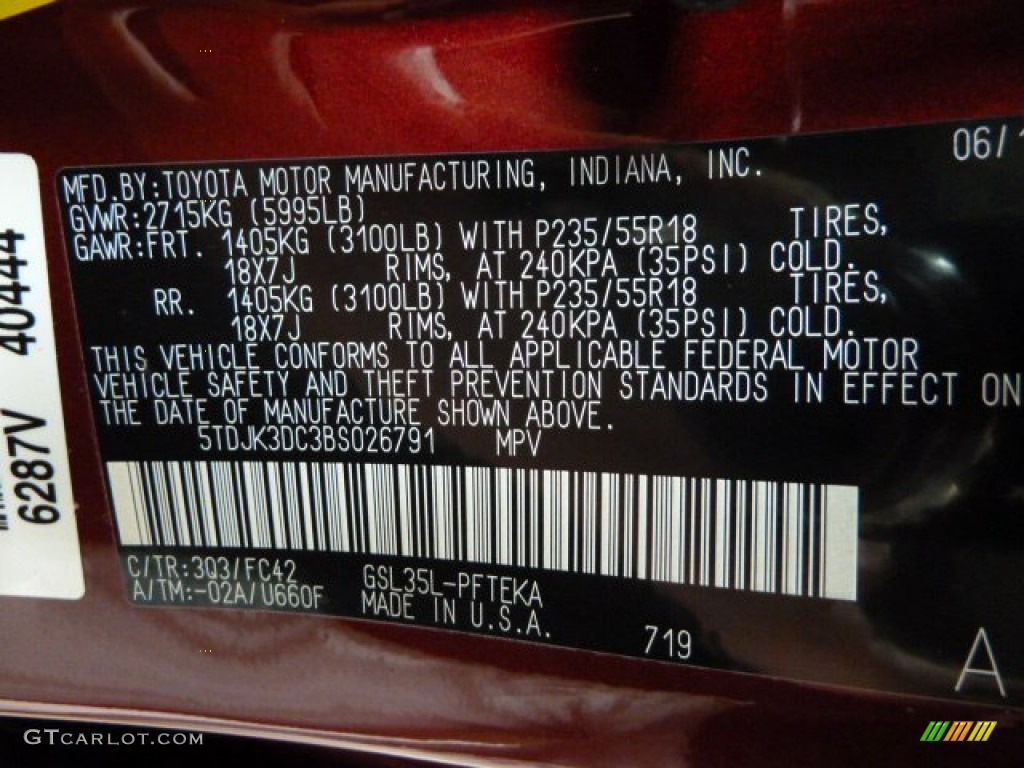 06/1
MFD.BY:TOYOTA MOTOR MANUFACTURING, INDIANA, INC.
GVWR:2715KG (5995LB)
GAWR:FRT. 1405KG (3100LB) WITH P235/55R18 TIRES,
18X7J RIMS, AT 240KPA (35PSI) COLD.
RR. 1405KG (3100LB) WITH P235/55R18 TIRES,
18X7J RIMS, AT 240KPA (35PSI) COLD.
THIS VEHICLE CONFORMS TO ALL APPLICABLE FEDERAL MOTOR
VEHICLE SAFETY AND THEFT PREVENTION STANDARDS IN EFFECT ON
THE DATE OF MANUFACTURE SHOWN ABOVE.
5TDJK3DC3BS026791 MPV
C/TR:3Q3/FC42 GSL35L-PFTEKA
A/TM:-02A/U660F MADE IN U.S.A.
719
A
6287V 40444
GTCARLOT.COM